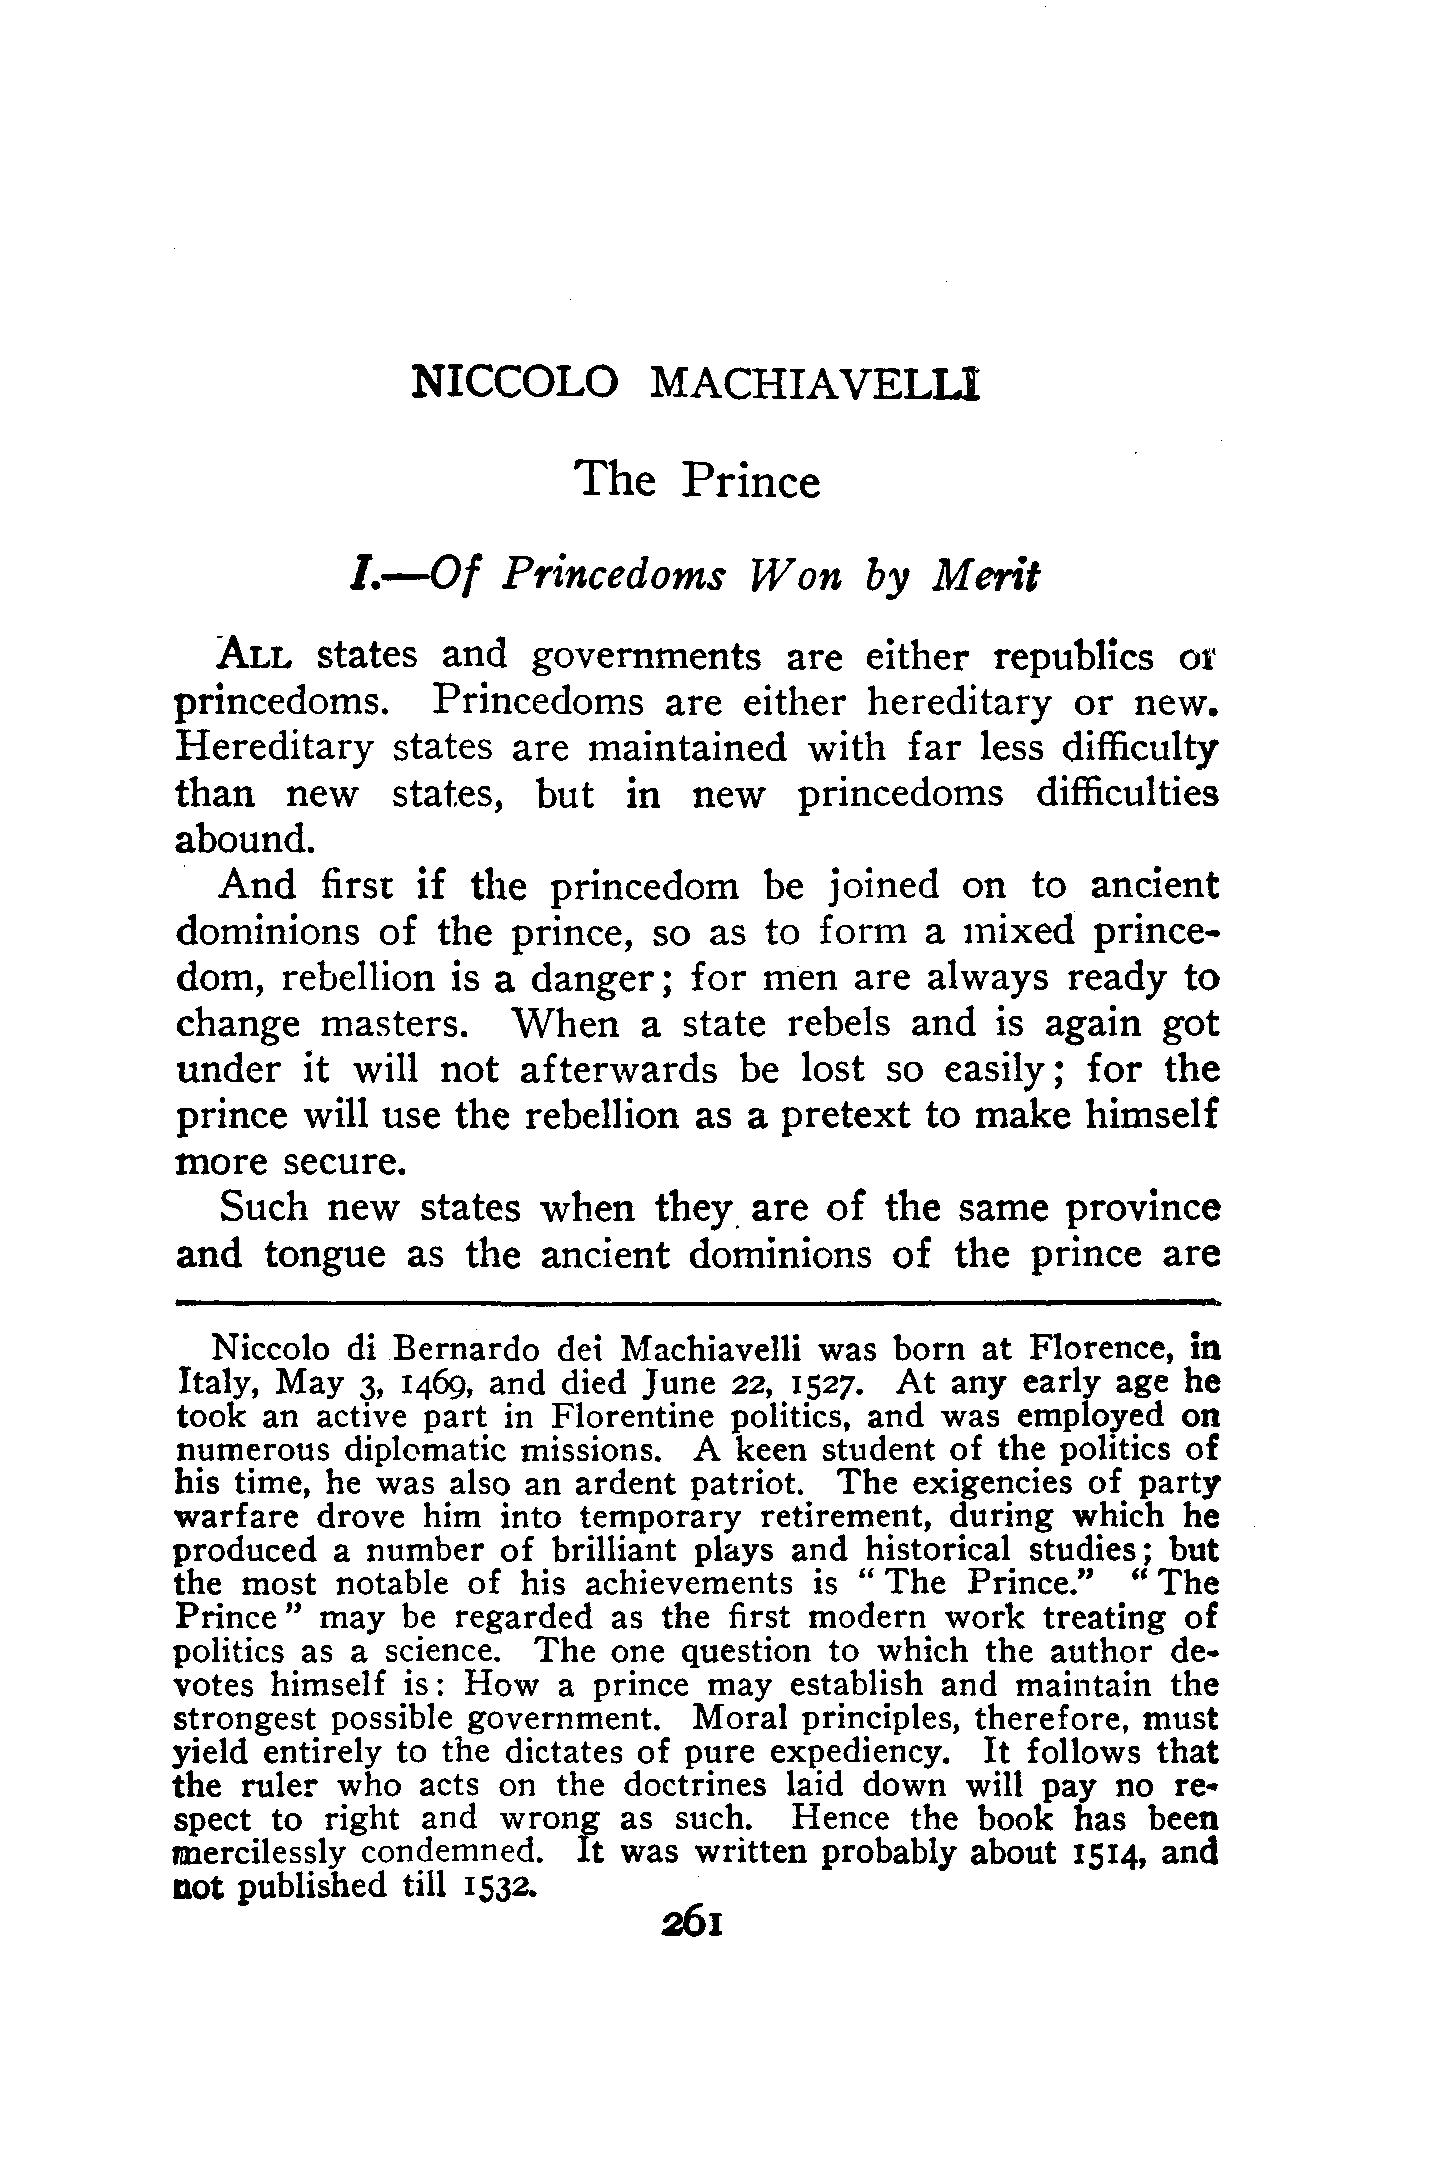 NICCOLO MACHIAVELLI
The Prince
I.—Of Princedoms Won by Merit
ALL states and governments are either republics or
princedoms. Princedoms are either hereditary or new.
Hereditary states are maintained with far less difficulty
than new states, but in new princedoms difficulties
abound.
And first if the princedom be joined on to ancient
dominions of the prince, so as to form a mixed prince-
dom, rebellion is a danger; for men are always ready to
change masters. When a state rebels and is again got
under it will not afterwards be lost so easily; for the
prince will use the rebellion as a pretext to make himself
more secure.
Such new states when they are of the same province
and tongue as the ancient dominions of the prince are
Niccolo di Bernardo dei Machiavelli was born at Florence, in
Italy, May 3, 1469, and died June 22, 1527. At any early age he
took an active part in Florentine politics, and was employed on
numerous diplomatic missions. A keen student of the politics of
his time, he was also an ardent patriot. The exigencies of party
warfare drove him into temporary retirement, during which he
produced a number of brilliant plays and historical studies; but
the most notable of his achievements is "The Prince." "The
Prince" may be regarded as the first modern work treating of
politics as a science. The one question to which the author de-
votes himself is: How a prince may establish and maintain the
strongest possible government. Moral principles, therefore, must
yield entirely to the dictates of pure expediency. It follows that
the ruler who acts on the doctrines laid down will pay no re-
spect to right and wrong as such. Hence the book has been
mercilessly condemned. It was written probably about 1514, and
not published till 1532.
261